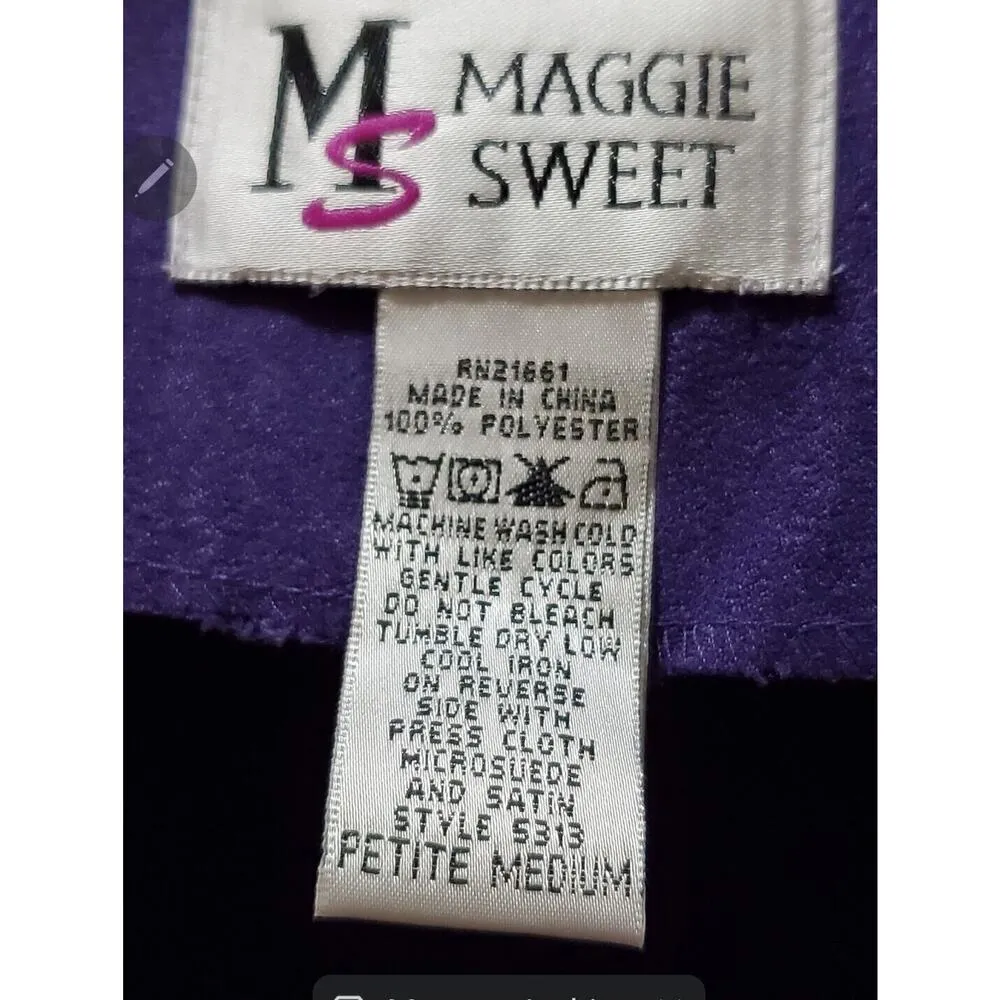 MS
MAGGIE
SWEET
RN21661
MADE IN CHINA
100% POLYESTER
MACHINE WASH COLD
WITH LIKE COLORS
GENTLE CYCLE
DO NOT BLEACH
TUMBLE DRY LOW
COOL IRON
ON REVERSE
SIDE WITH
PRESS CLOTH
MICROSUEDE
AND SATIN
STYLE 5313
PETITE MEDIUM